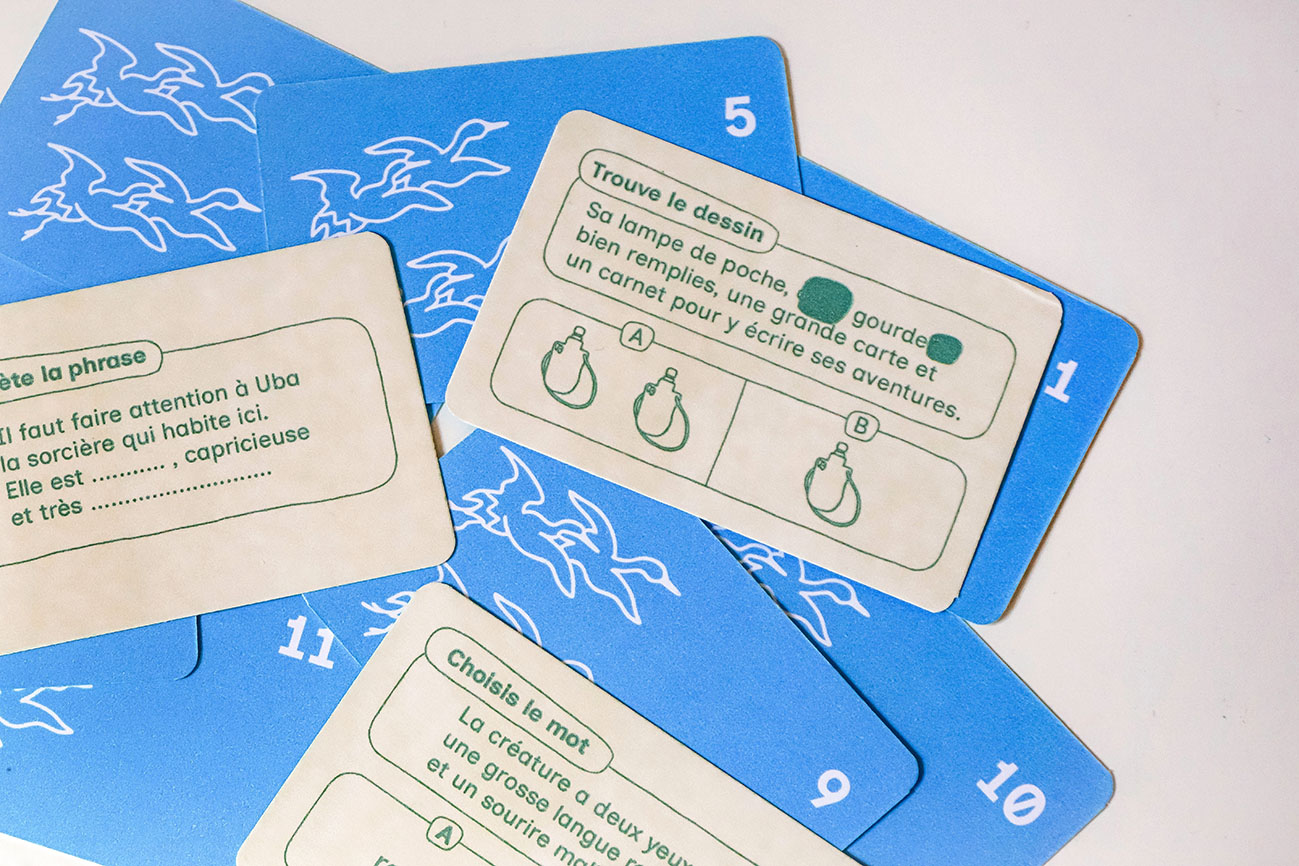 5
Trouve le dessin
Sa lampe de poche, gourde
bien remplies, une grande carte et
un carnet pour y écrire ses aventures.
A
B
1
ète la phrase
Il faut faire attention à Uba
la sorcière qui habite ici.
Elle est ........... , capricieuse
et très ...........................
11
Choisis le mot
La créature a deux yeux
une grosse langue
et un sourire
A
9
10